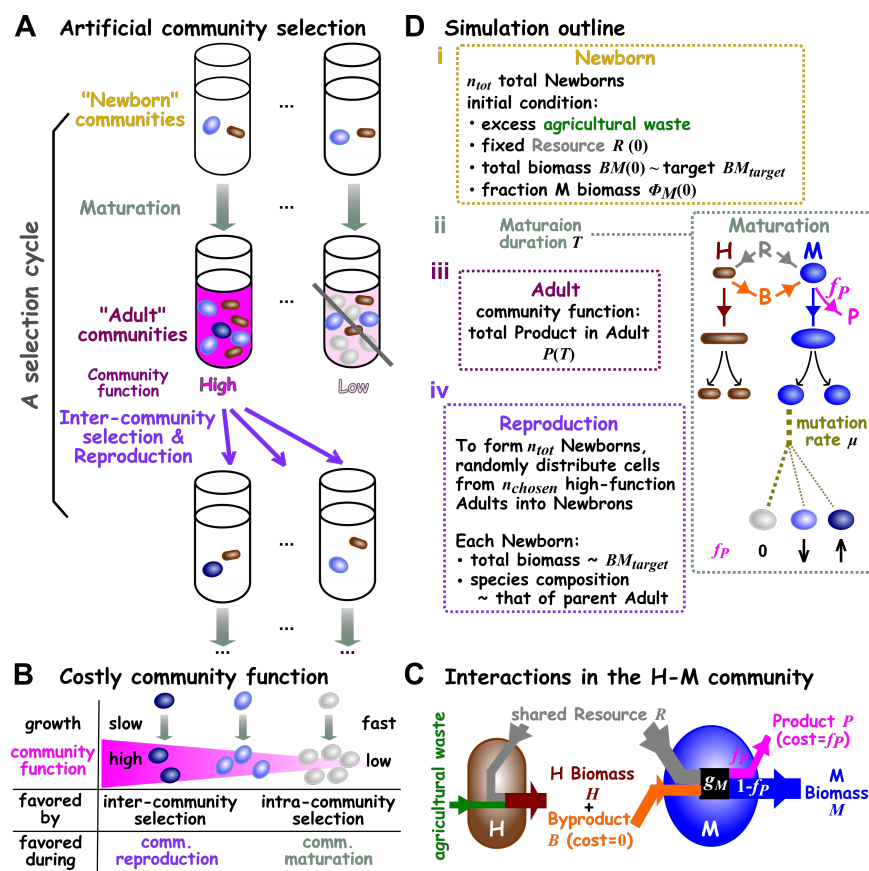 A Artificial community selection
"Newborn"
communities
...
A selection cycle
Maturation
...
"Adult"
communities
...
Community
function
High
Low
Inter-community
selection &
Reproduction
...
...
...
...
D Simulation outline
i
Newborn
ntot total Newborns
initial condition:
• excess agricultural waste
• fixed Resource R (0)
• total biomass BM(0) ~ target BMtarget
• fraction M biomass ΦM(0)
ii
Maturaion
duration T
iii
Adult
community function:
total Product in Adult
P(T)
iv
Reproduction
To form ntot Newborns,
randomly distribute cells
from nchosen high-function
Adults into Newbrons
Each Newborn:
• total biomass ~ BMtarget
• species composition
~ that of parent Adult
Maturation
H R M
B
fP
P
mutation
rate μ
fP 0 ↓ ↑
B Costly community function
growth slow fast
community
function
high low
favored
by
inter-community
selection
intra-community
selection
favored
during
comm.
reproduction
comm.
maturation
C Interactions in the H-M community
agricultural waste
shared Resource R
H
H Biomass
H
+
Byproduct
B (cost=0)
gM
fP
1-fP
M
Product P
(cost=fP)
M
Biomass
M